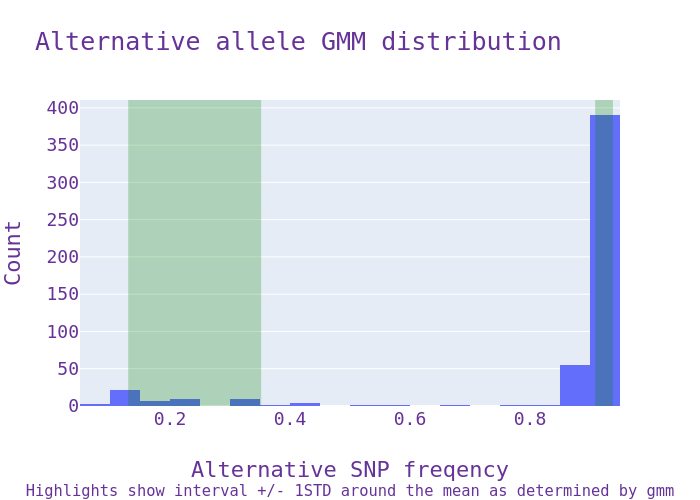 Alternative allele GMM distribution
400
350
300
250
200
150
100
50
0
Count
0.2 0.4 0.6 0.8
Alternative SNP freqency
Highlights show interval +/- 1STD around the mean as determined by gmm